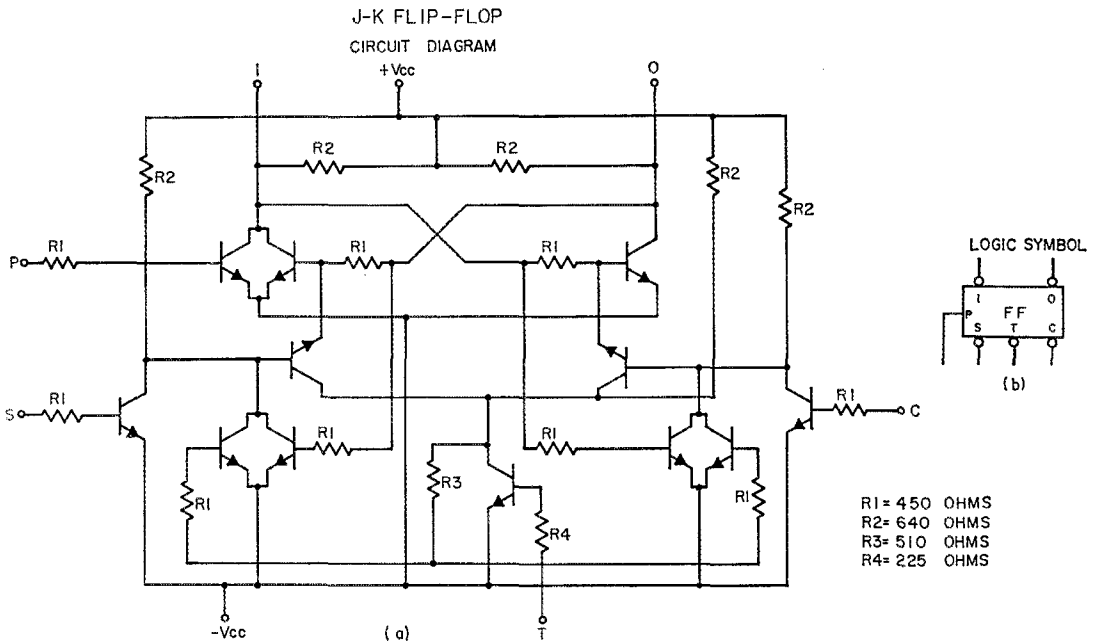 J-K FLIP-FLOP
CIRCUIT DIAGRAM
I
+Vcc
O
R2
R2
R2
R2
R2
P
R1
R1
R1
LOGIC SYMBOL
I
O
P
FF
S
T
C
(b)
S
R1
R1
R1
R1
C
R1
R3
R1
R4
R1= 450 OHMS
R2= 640 OHMS
R3= 510 OHMS
R4= 225 OHMS
-Vcc
(a)
T